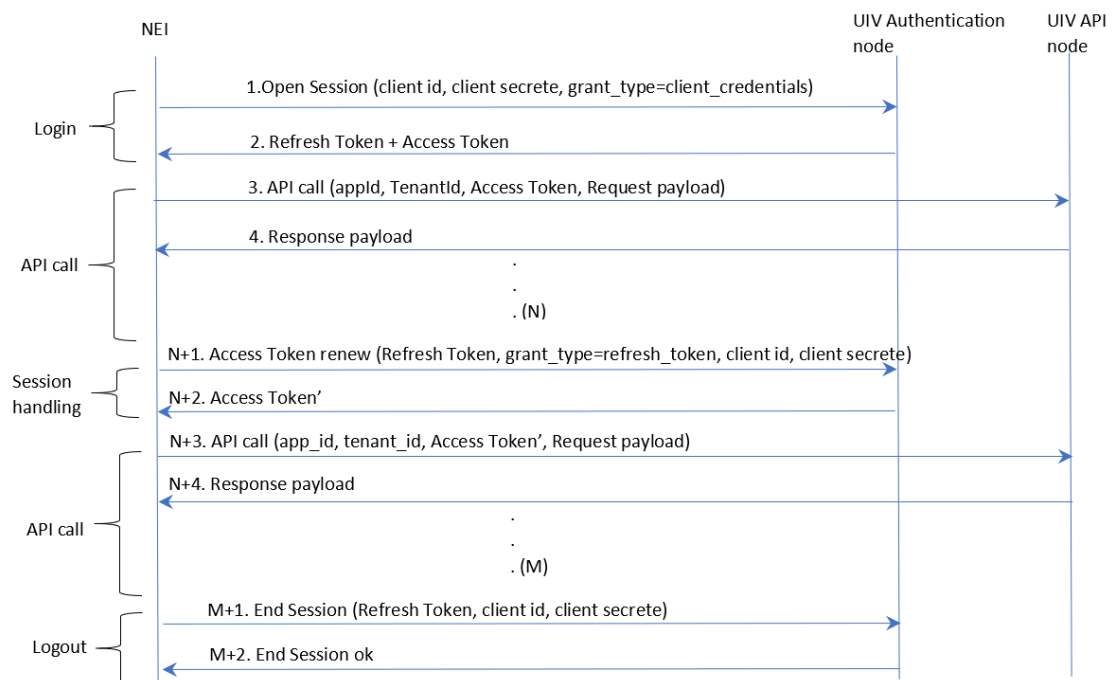 NEI
UIV Authentication
node
UIV API
node
1.Open Session (client id, client secrete, grant_type=client_credentials)
Login
2. Refresh Token + Access Token
3. API call (appId, TenantId, Access Token, Request payload)
4. Response payload
API call
.
.
. (N)
N+1. Access Token renew (Refresh Token, grant_type=refresh_token, client id, client secrete)
Session
handling
N+2. Access Token’
N+3. API call (app_id, tenant_id, Access Token’, Request payload)
N+4. Response payload
API call
.
.
. (M)
M+1. End Session (Refresh Token, client id, client secrete)
Logout
M+2. End Session ok